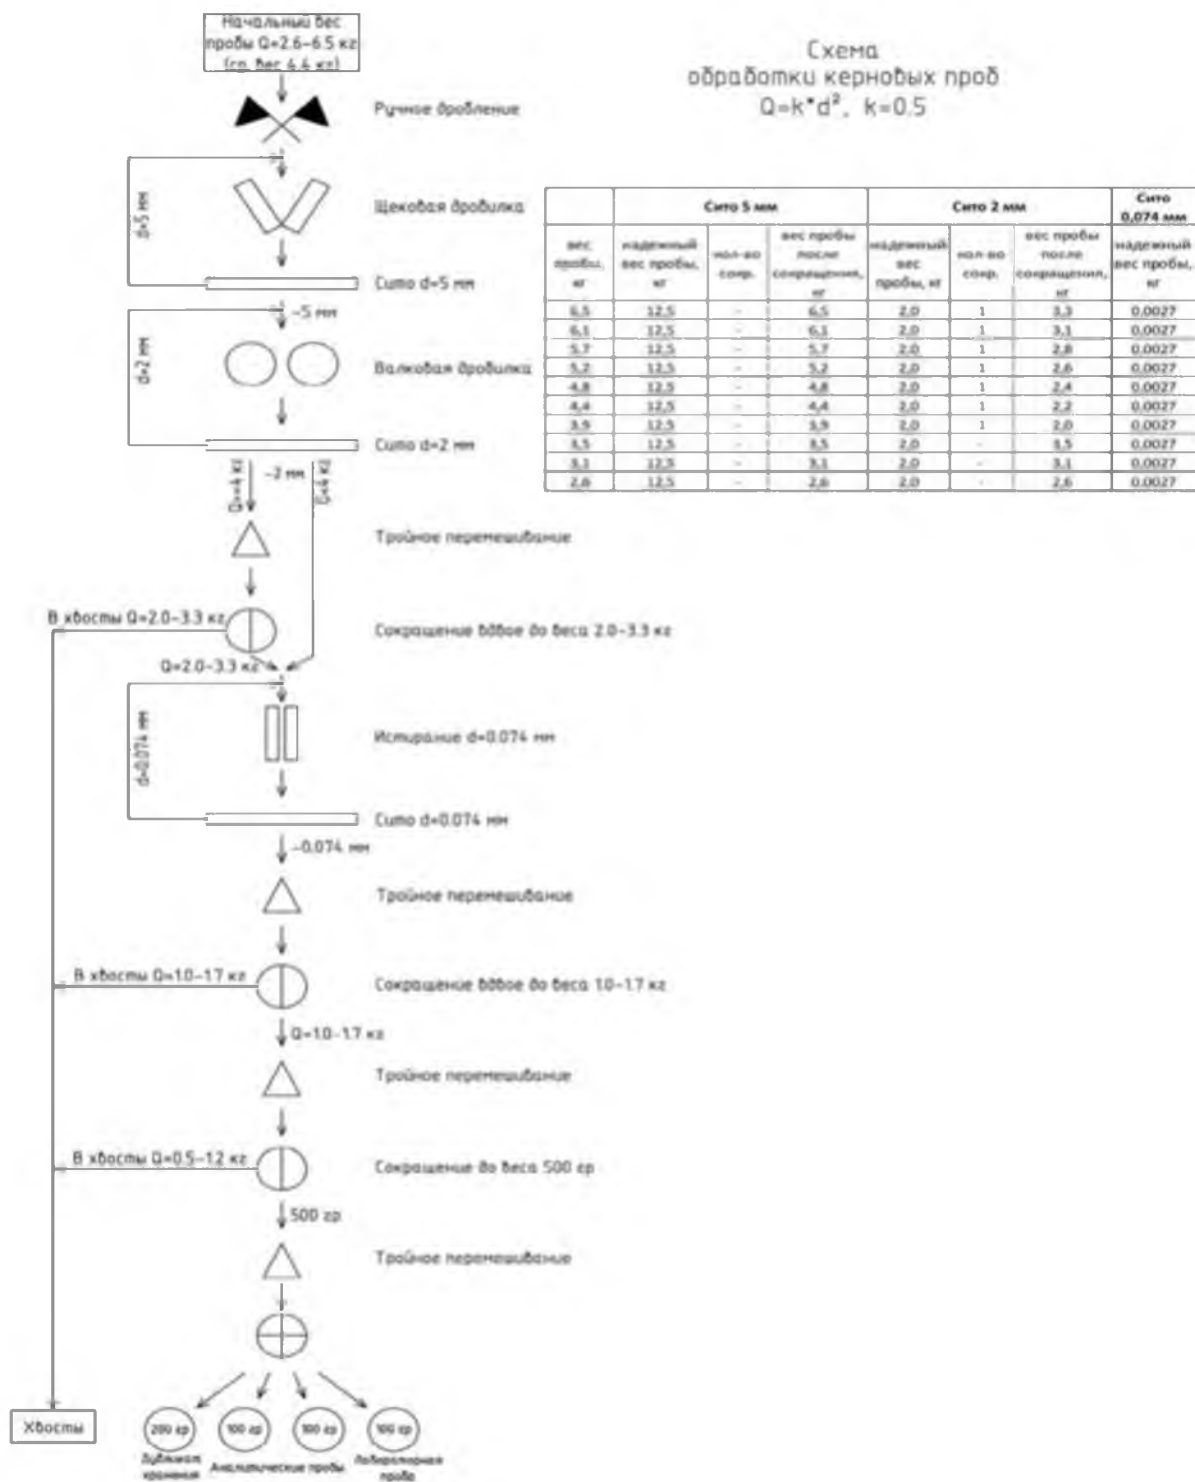 Начальный вес
пробы Q=2.6-6.5 кг
(ср. вес 4.4 кг)
Схема
обработки керновых проб
Q=k*d², k=0.5
Ручное дробление
d=5 мм
Щековая дробилка
Сито d=5 мм
-5 мм
d=2 мм
Валковая дробилка
Сито d=2 мм
-2 мм
Q>=4 кг
Q<4 кг
Сито 5 мм Сито 2 мм Сито 0,074 мм
вес пробы, кг надежный вес пробы, кг кол-во сокр. вес пробы после сокращения, кг надежный вес пробы, кг кол-во сокр. вес пробы после сокращения, кг надежный вес пробы, кг
6,5 12,5 - 6,5 2,0 1 3,3 0,0027
6,1 12,5 - 6,1 2,0 1 3,1 0,0027
5,7 12,5 - 5,7 2,0 1 2,8 0,0027
5,2 12,5 - 5,2 2,0 1 2,6 0,0027
4,8 12,5 - 4,8 2,0 1 2,4 0,0027
4,4 12,5 - 4,4 2,0 1 2,2 0,0027
3,9 12,5 - 3,9 2,0 1 2,0 0,0027
3,5 12,5 - 3,5 2,0 - 3,5 0,0027
3,1 12,5 - 3,1 2,0 - 3,1 0,0027
2,6 12,5 - 2,6 2,0 - 2,6 0,0027
Тройное перемешивание
В хвосты Q=2.0-3.3 кг
Сокращение вдвое до веса 2.0-3.3 кг
Q=2.0-3.3 кг
d=0.074 мм
Истирание d=0.074 мм
Сито d=0.074 мм
-0.074 мм
Тройное перемешивание
В хвосты Q=1.0-1.7 кг
Сокращение вдвое до веса 1.0-1.7 кг
Q=1.0-1.7 кг
Тройное перемешивание
В хвосты Q=0.5-1.2 кг
Сокращение до веса 500 гр
500 гр
Тройное перемешивание
Хвосты
200 гр 100 гр 100 гр 100 гр
Дубликат хранения
Аналитические пробы
Лабораторная проба